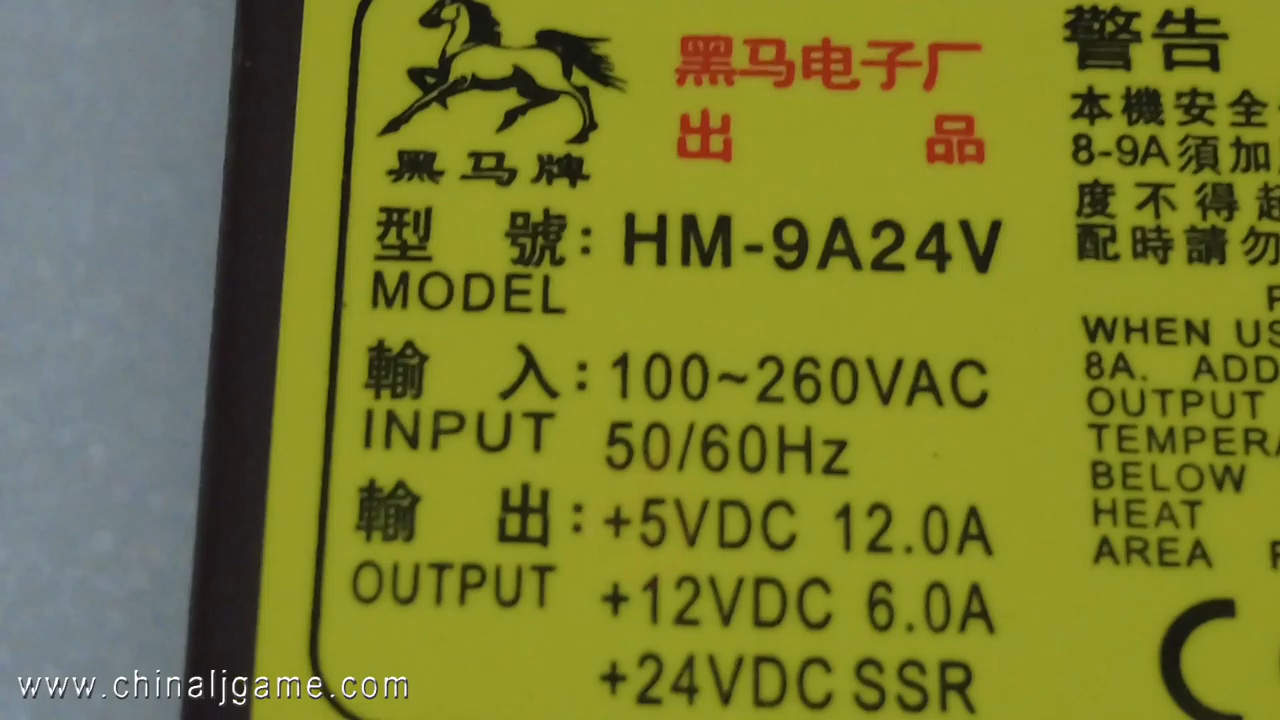 黑马牌
黑马电子厂
出品
型號: HM-9A24V
MODEL
輸入: 100~260VAC
INPUT 50/60Hz
輸出: +5VDC 12.0A
OUTPUT +12VDC 6.0A
+24VDC SSR
警告
本機安全
8-9A須加
度不得起
配時請勿
WHEN US
8A. ADD
OUTPUT
TEMPERA
BELOW
HEAT
AREA
www.chinaljgame.com